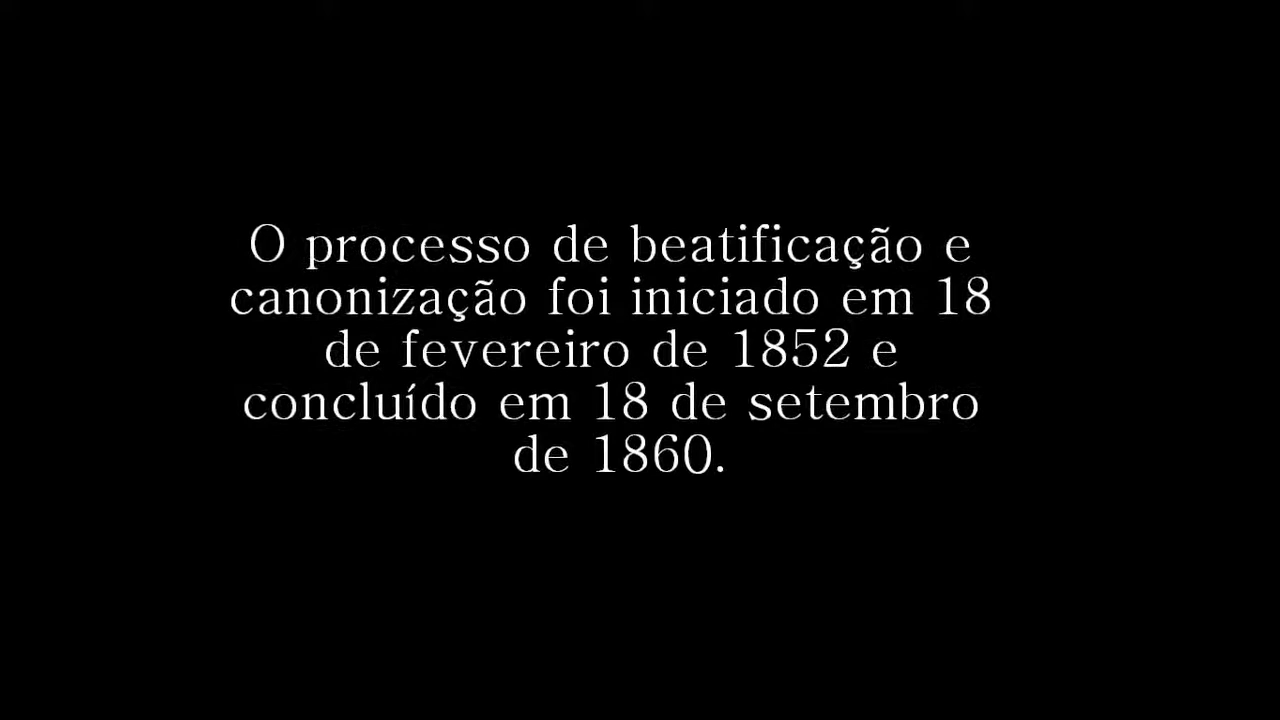 O processo de beatificação e
canonização foi iniciado em 18
de fevereiro de 1852 e
concluído em 18 de setembro
de 1860.